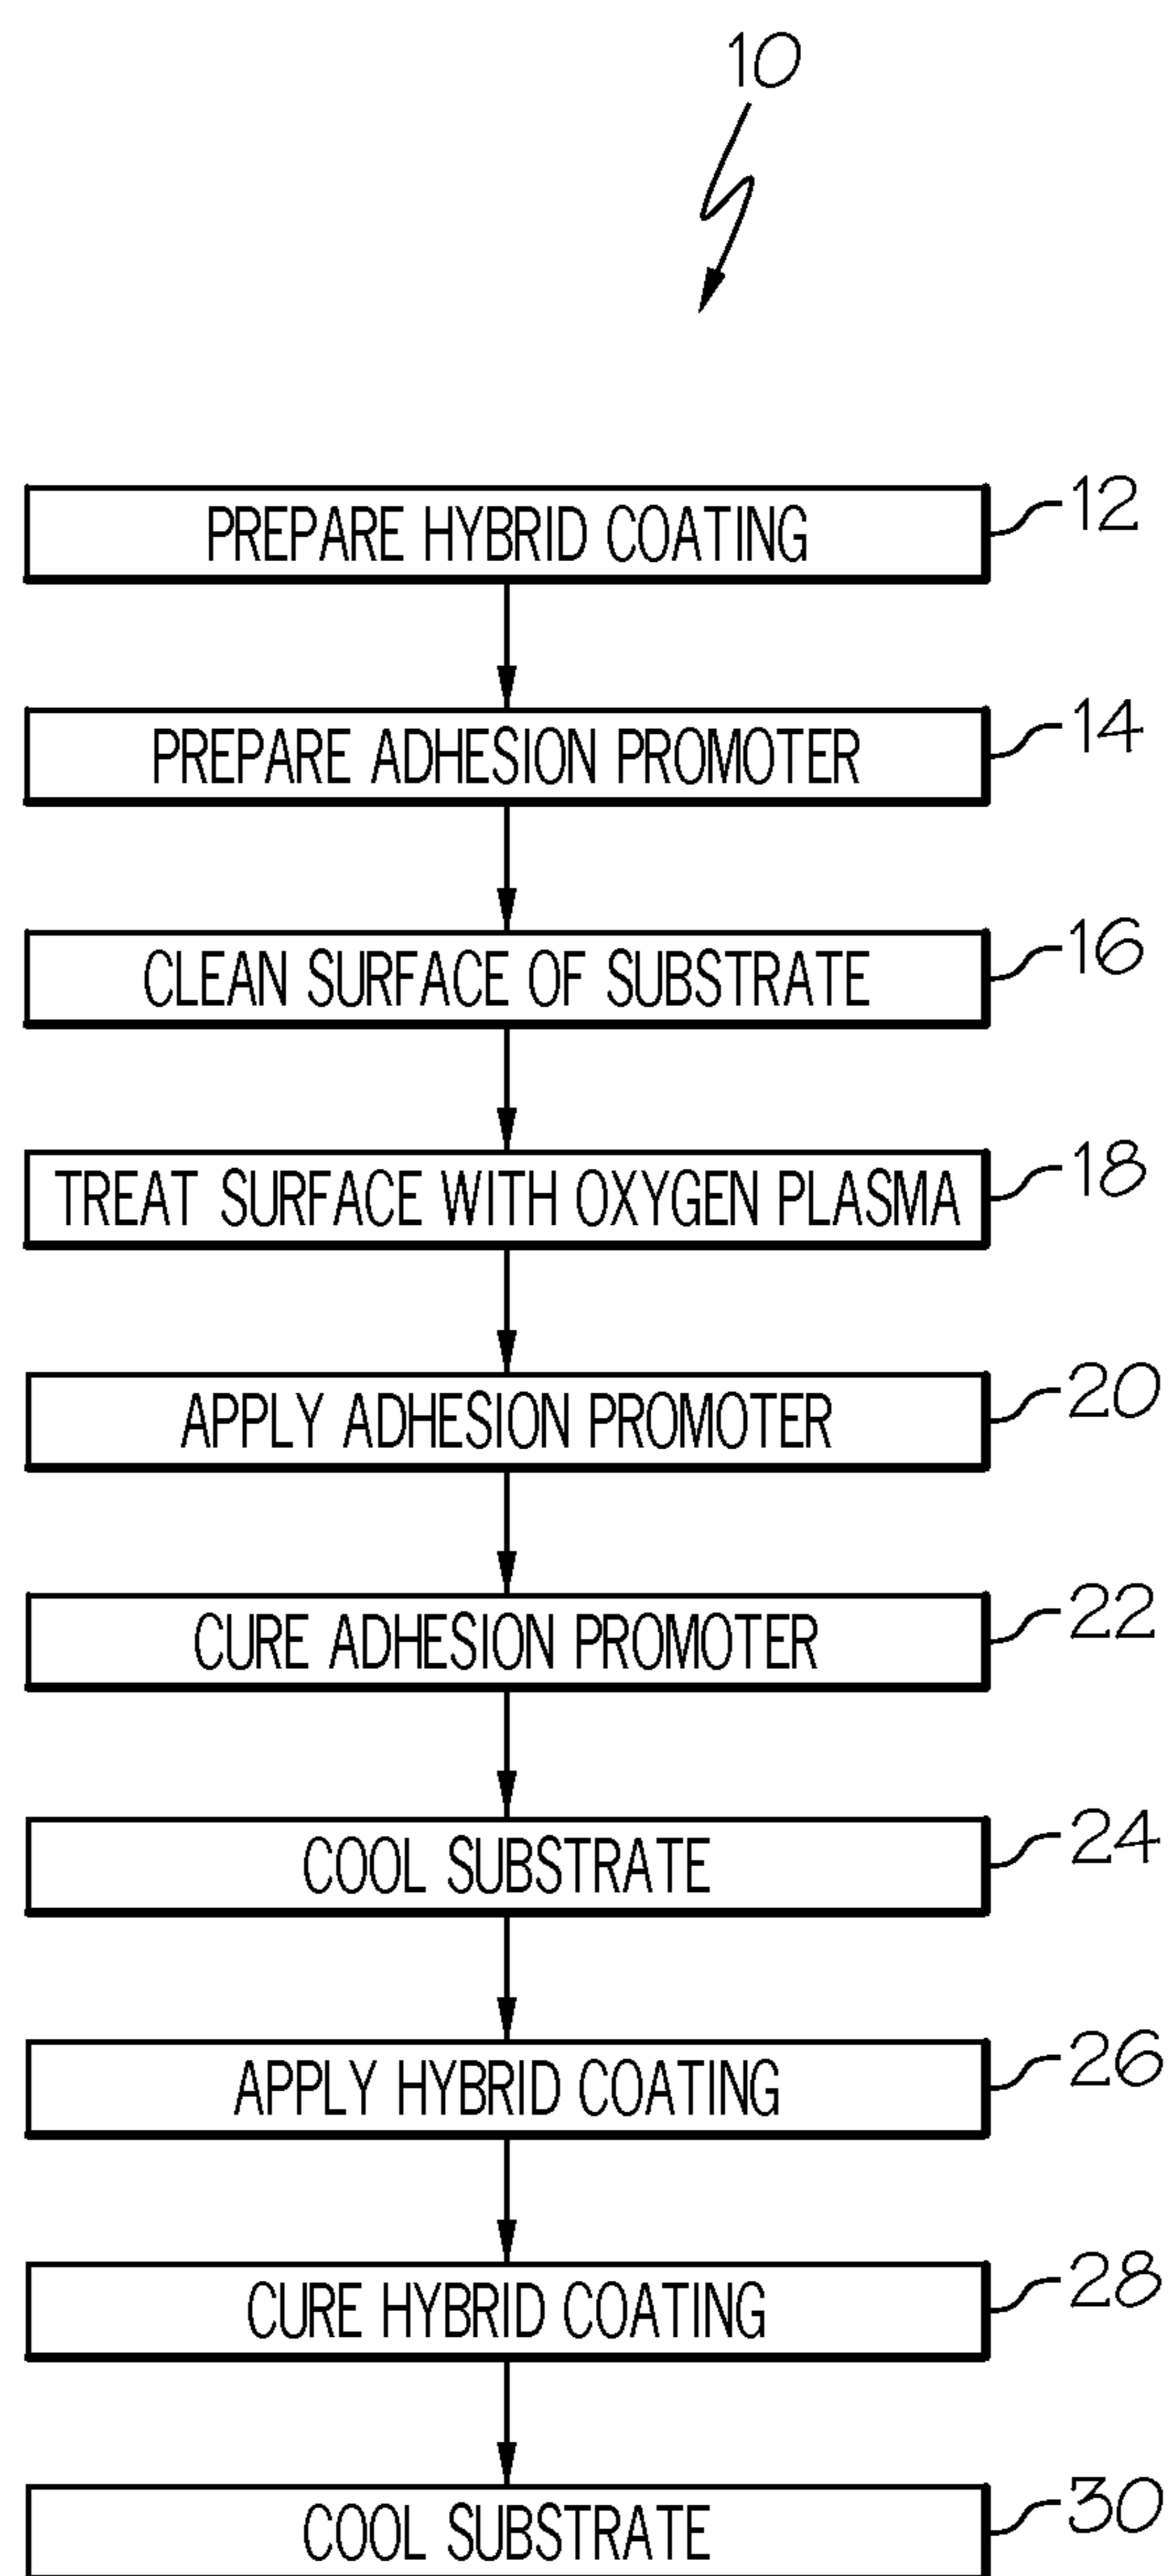 10
PREPARE HYBRID COATING 12
PREPARE ADHESION PROMOTER 14
CLEAN SURFACE OF SUBSTRATE 16
TREAT SURFACE WITH OXYGEN PLASMA 18
APPLY ADHESION PROMOTER 20
CURE ADHESION PROMOTER 22
COOL SUBSTRATE 24
APPLY HYBRID COATING 26
CURE HYBRID COATING 28
COOL SUBSTRATE 30